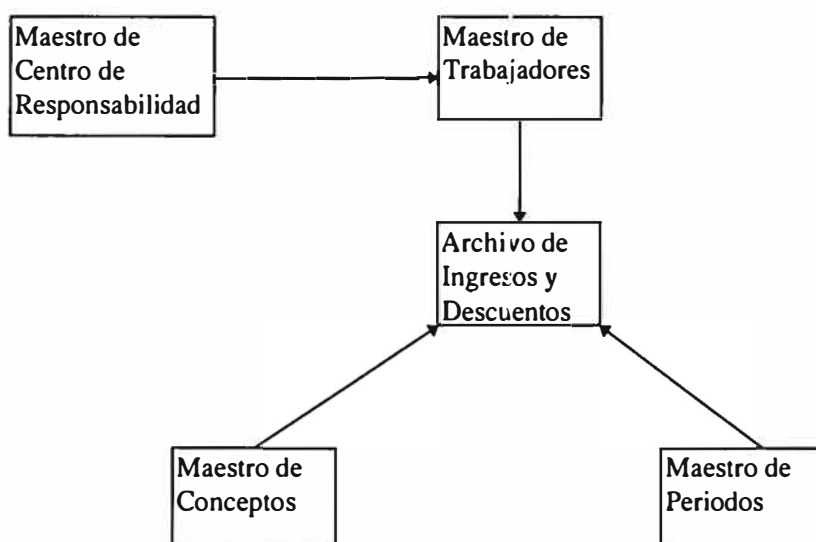 Maestro de
Centro de
Responsabilidad
Maestro de
Trabajadores
Archivo de
Ingresos y
Descuentos
Maestro de
Conceptos
Maestro de
Periodos